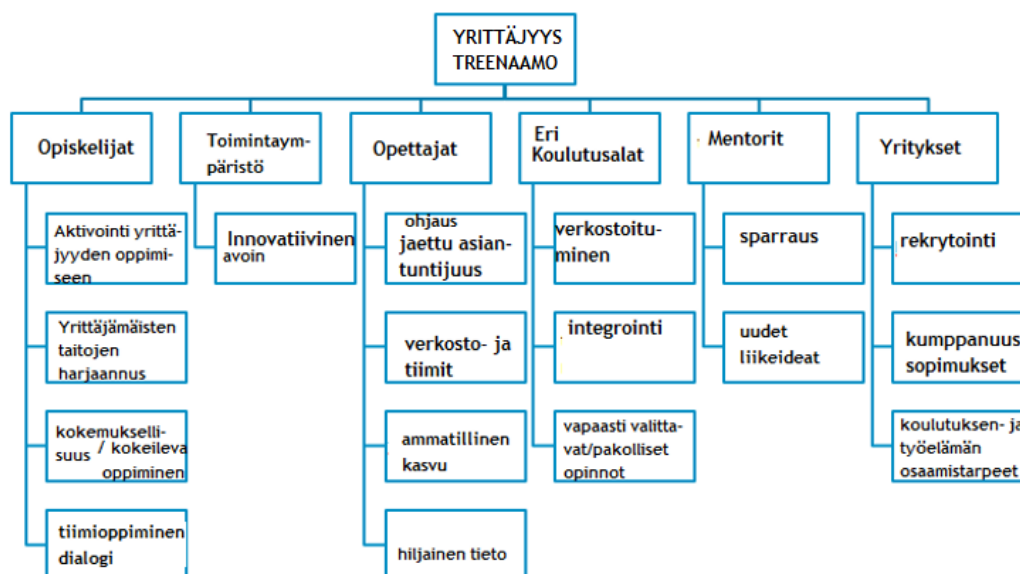 YRITTÄJYYS
TREENAAMO
Opiskelijat
Aktivointi yrittä-
jyyden oppimi-
seen
Yrittäjämäisten
taitojen
harjaannus
kokemukselli-
suus / kokeileva
oppiminen
tiimioppiminen
dialogi
Toimintaym-
päristö
Innovatiivinen
avoin
Opettajat
ohjaus
jaettu asian-
tuntijuus
verkosto- ja
tiimit
ammatillinen
kasvu
hiljainen tieto
Eri
Koulutusalat
verkostoitu-
minen
integrointi
vapaasti valitta-
vat/pakolliset
opinnot
Mentorit
sparraus
uudet
liikeideat
Yritykset
rekrytointi
kumppanuus
sopimukset
koulutuksen- ja
työelämän
osaamistarpeet